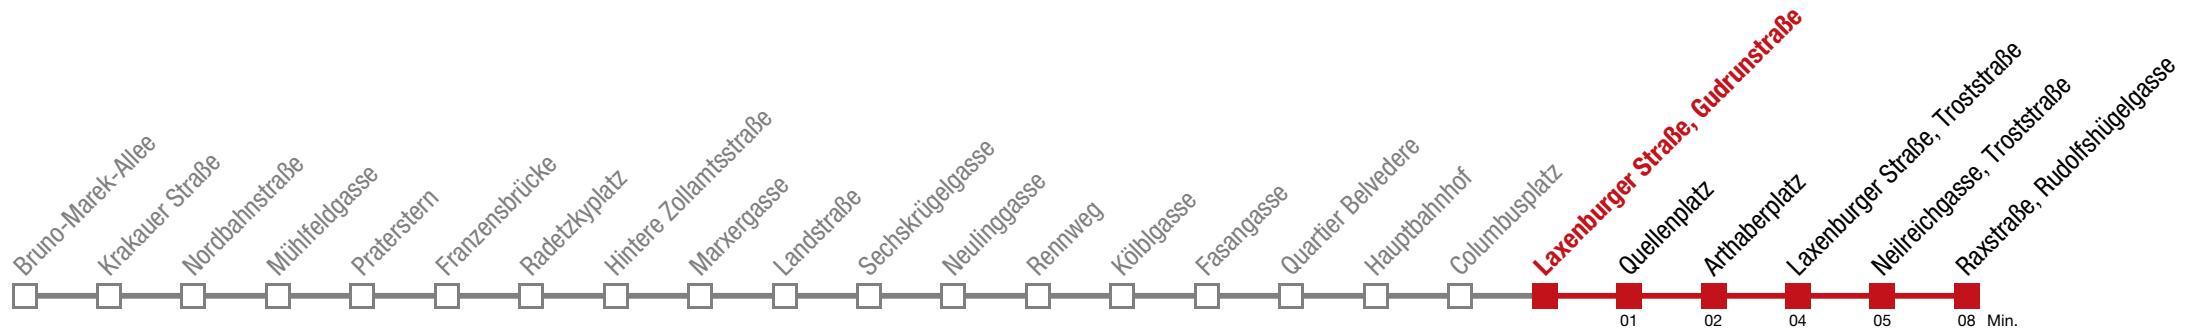 Bruno-Marek-Allee
Krakauer Straße
Nordbahnstraße
Mühlfeldgasse
Praterstern
Franzensbrücke
Radetzkyplatz
Hintere Zollamtsstraße
Marxergasse
Landstraße
Sechskrügelgasse
Neulinggasse
Rennweg
Kölblgasse
Fasangasse
Quartier Belvedere
Hauptbahnhof
Columbusplatz
Laxenburger Straße, Gudrunstraße
Quellenplatz
Arthaberplatz
Laxenburger Straße, Troststraße
Neilreichgasse, Troststraße
Raxstraße, Rudolfshügelgasse
01 02 04 05 08 Min.